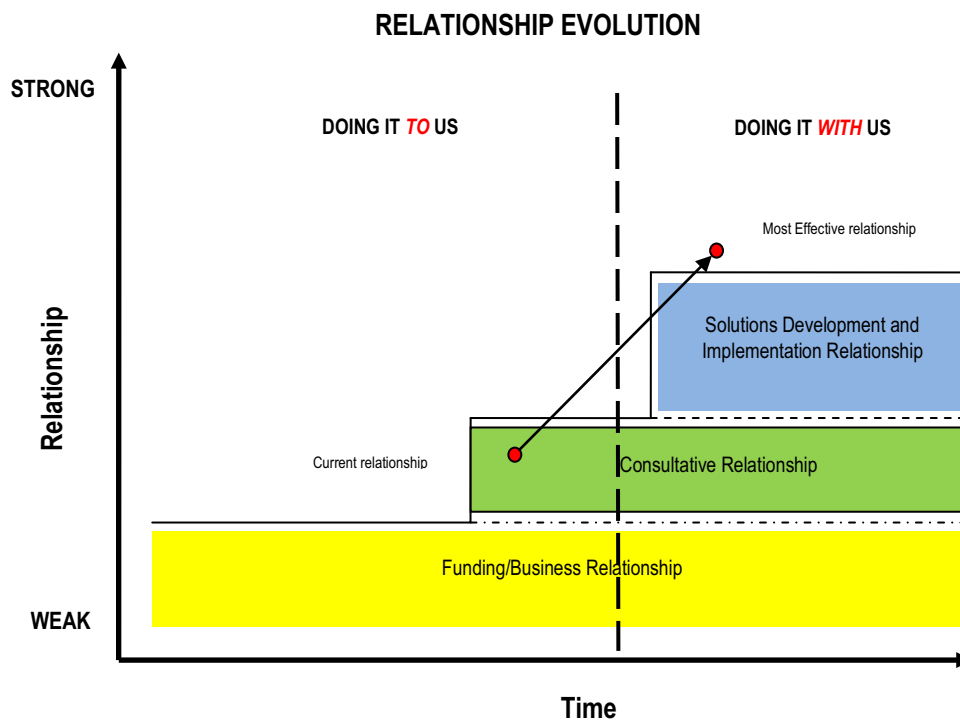 RELATIONSHIP EVOLUTION
STRONG
DOING IT TO US
DOING IT WITH US
Most Effective relationship
Solutions Development and
Implementation Relationship
Relationship
Current relationship
Consultative Relationship
Funding/Business Relationship
WEAK
Time